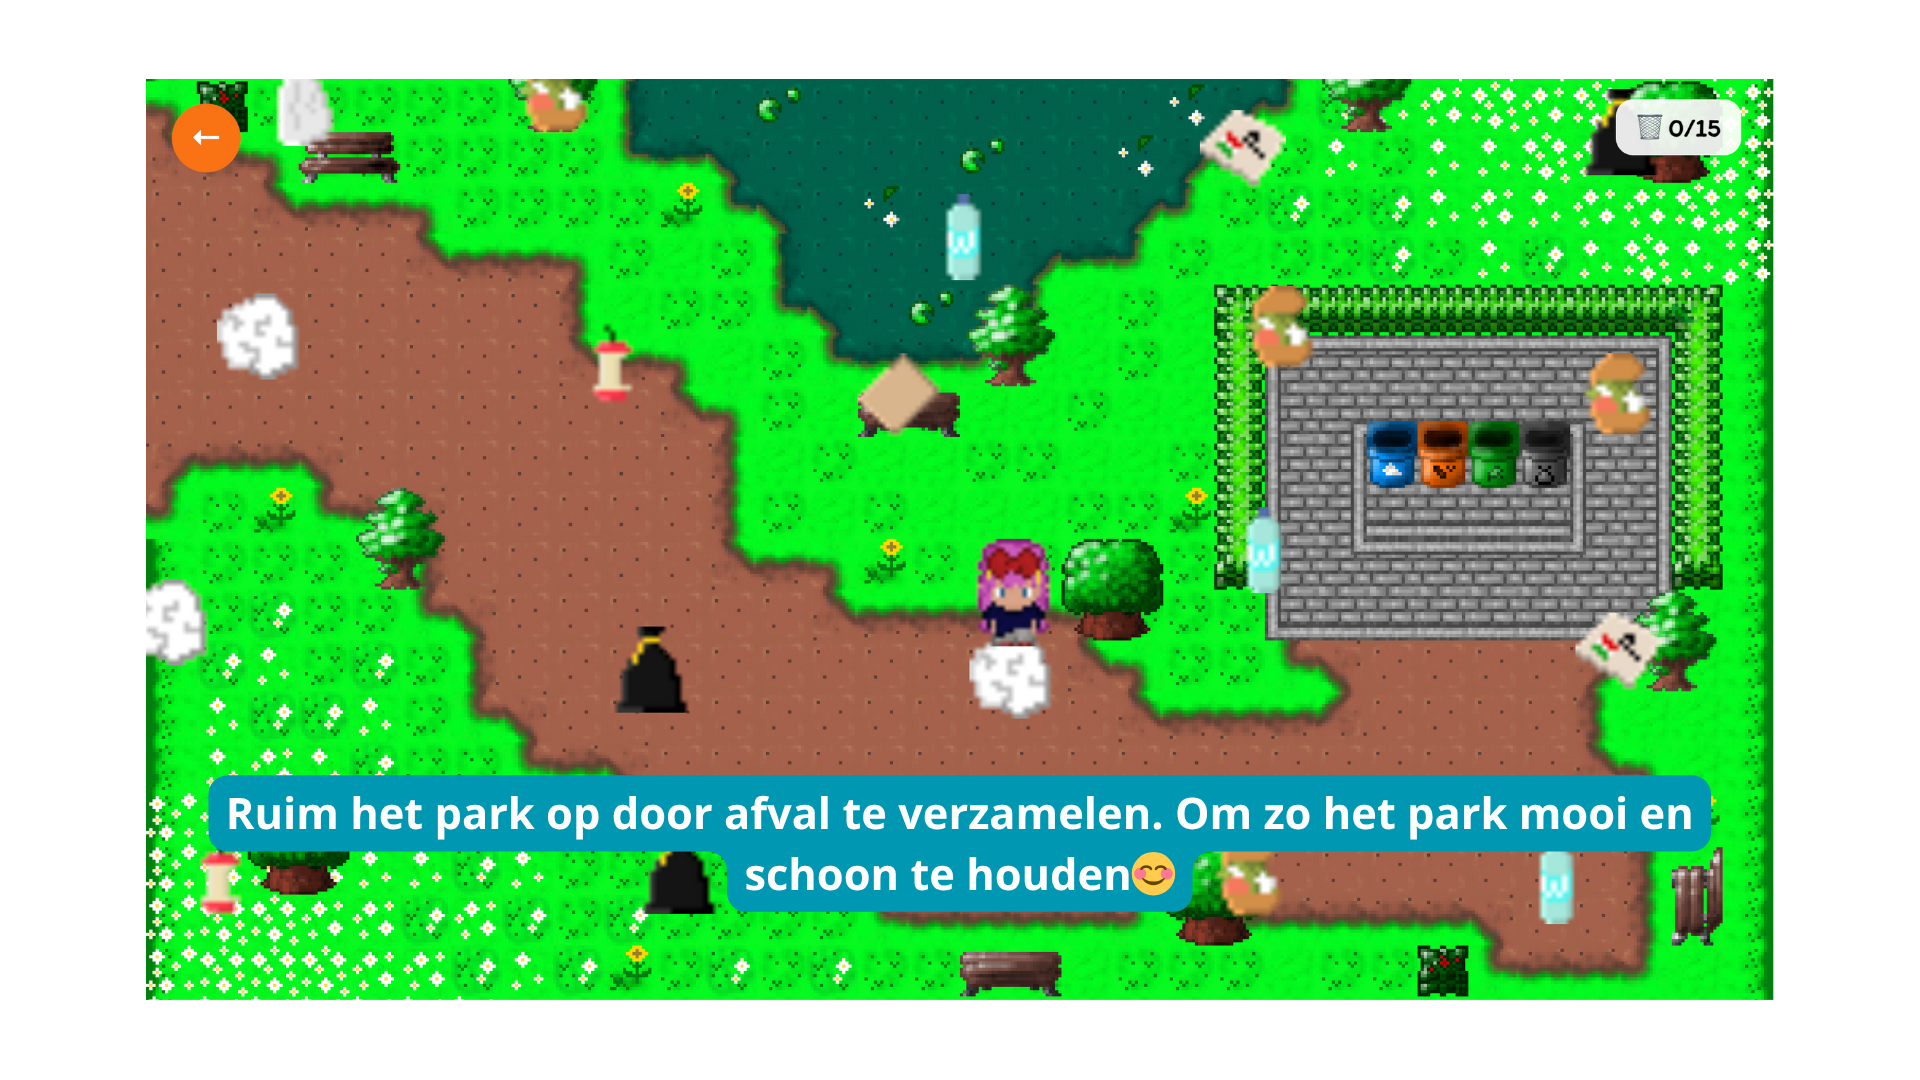 0/15
W
W
Ruim het park op door afval te verzamelen. Om zo het park mooi en
schoon te houden😊
W